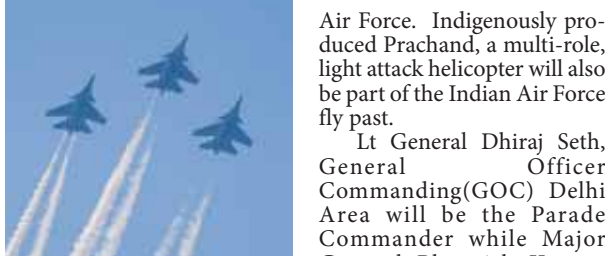 Air Force. Indigenously pro-
duced Prachand, a multi-role,
light attack helicopter will also
be part of the Indian Air Force
fly past.
Lt General Dhiraj Seth,
General Officer
Commanding(GOC) Delhi
Area will be the Parade
Commander while Major